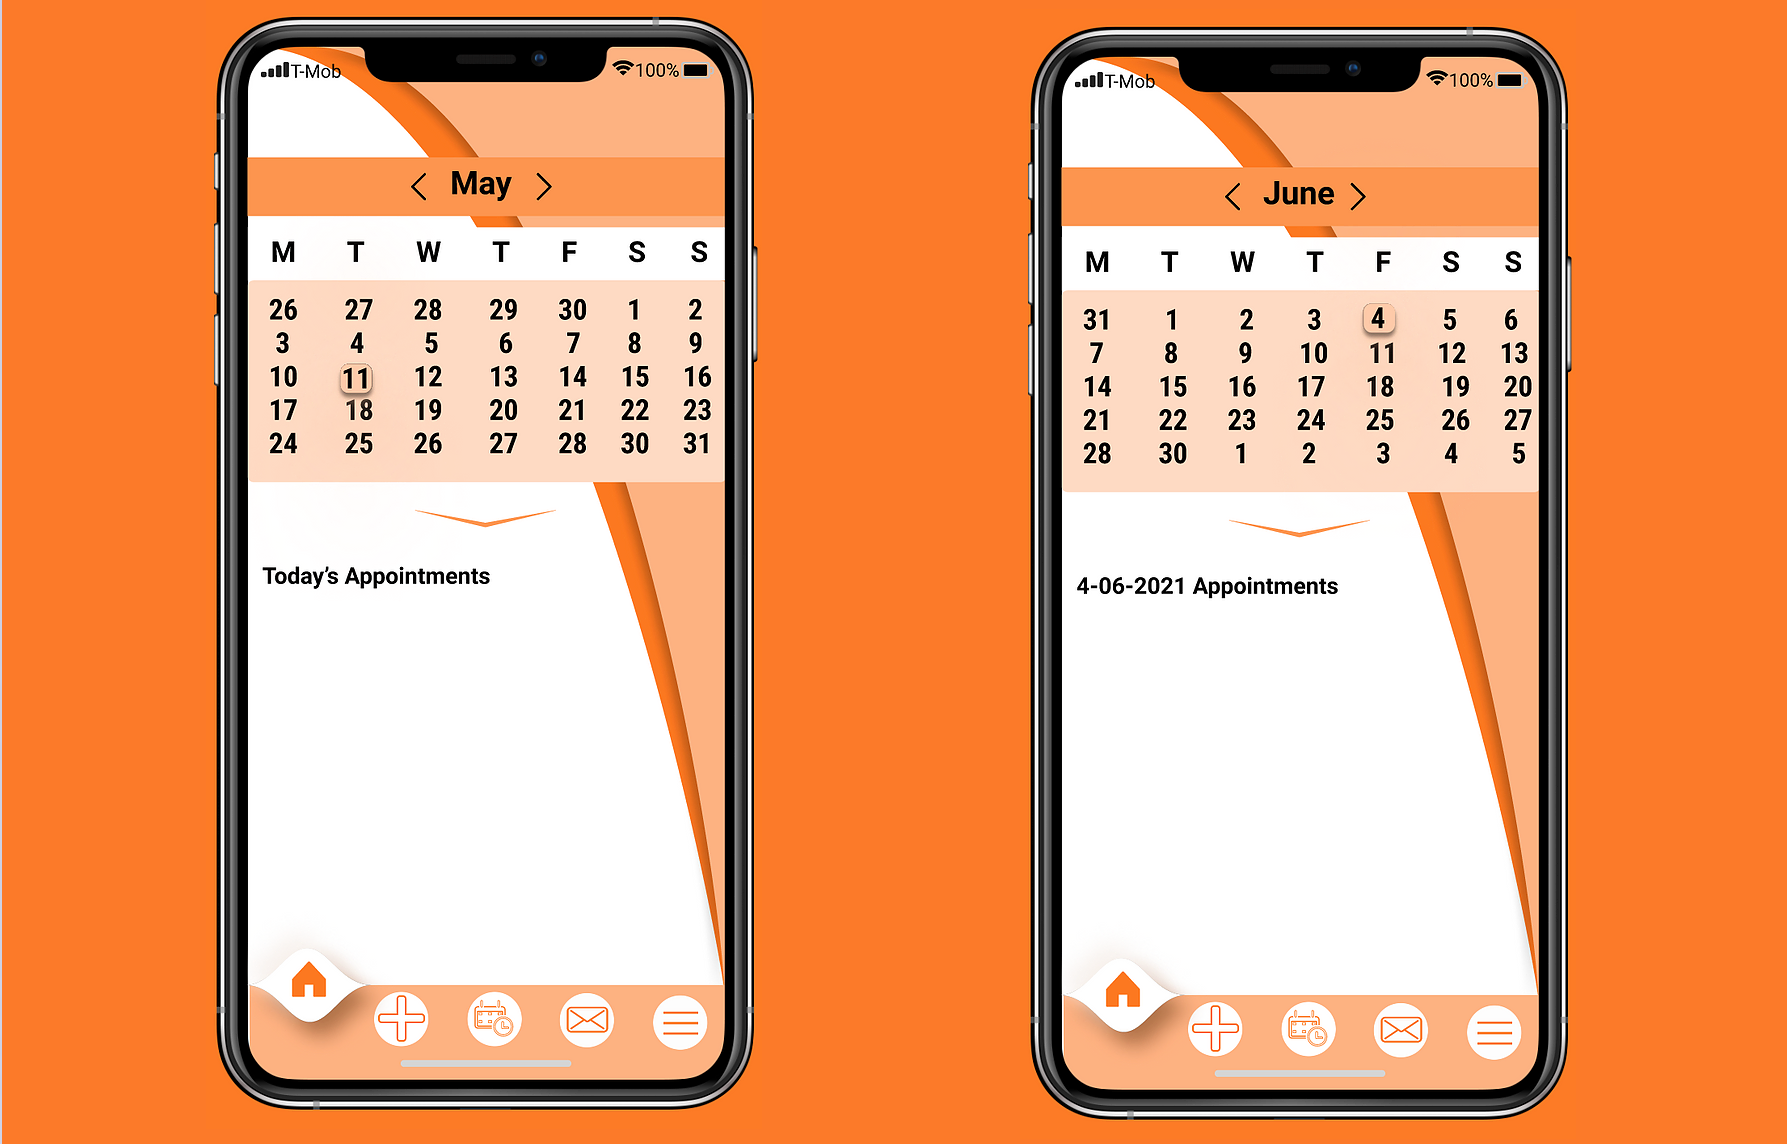 T-Mob 100%
May
M T W T F S S
26 27 28 29 30 1 2
3 4 5 6 7 8 9
10 11 12 13 14 15 16
17 18 19 20 21 22 23
24 25 26 27 28 30 31
Today's Appointments
T-Mob 100%
June
M T W T F S S
31 1 2 3 4 5 6
7 8 9 10 11 12 13
14 15 16 17 18 19 20
21 22 23 24 25 26 27
28 30 1 2 3 4 5
4-06-2021 Appointments